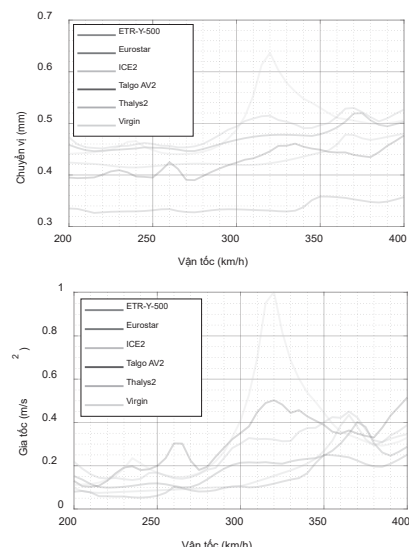 0.7
0.6
0.5
0.4
0.3
Chuyển vị (mm)
ETR-Y-500
Eurostar
ICE2
Talgo AV2
Thalys2
Virgin
200 250 300 350 400
Vận tốc (km/h)
1
0.8
0.6
0.4
0.2
0
Gia tốc (m/s²)
ETR-Y-500
Eurostar
ICE2
Talgo AV2
Thalys2
Virgin
200 250 300 350 400
Vận tốc (km/h)